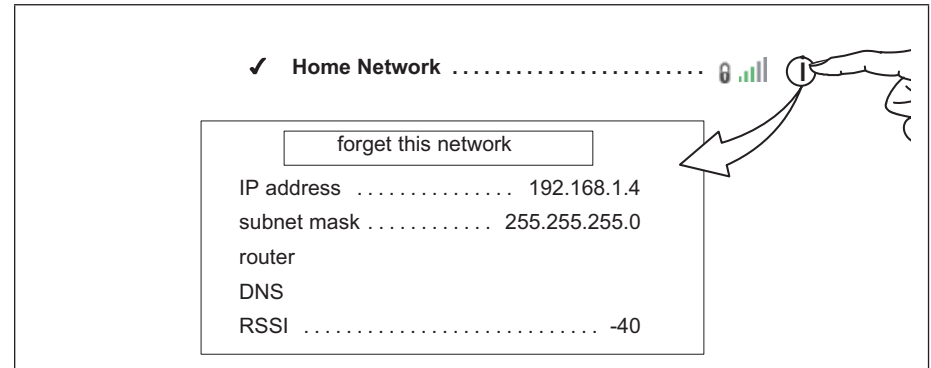 ✓ Home Network ........................ I
forget this network
IP address ............... 192.168.1.4
subnet mask ............ 255.255.255.0
router
DNS
RSSI ............................ -40